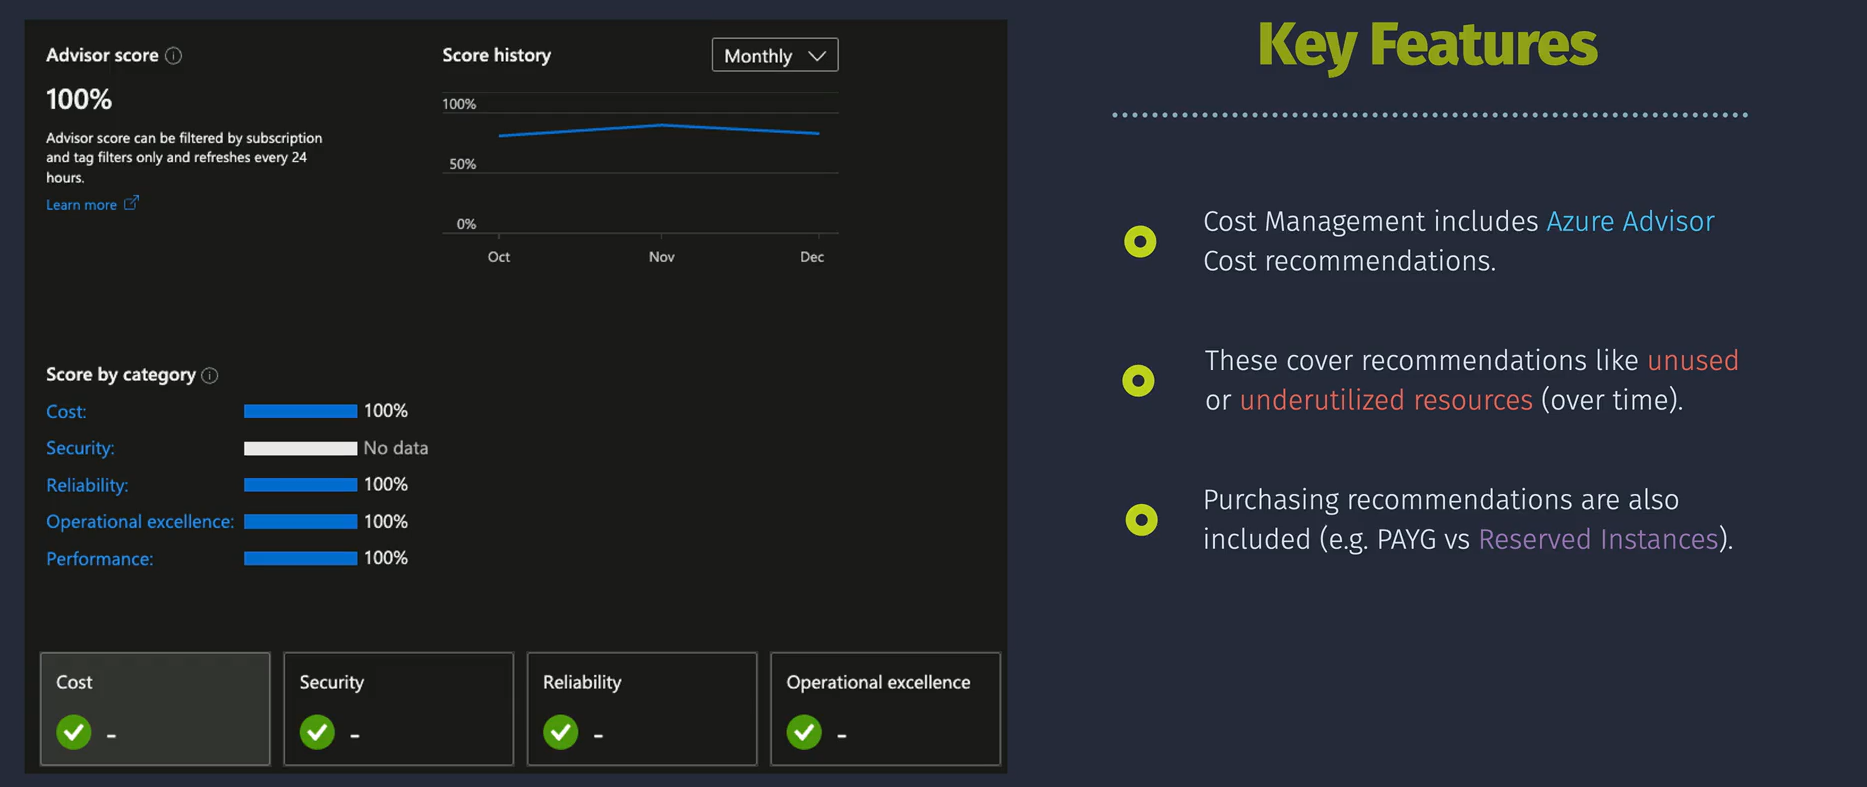 Advisor score
100%
Advisor score can be filtered by subscription
and tag filters only and refreshes every 24
hours.
Learn more
Score history
Monthly
100%
50%
0%
Oct Nov Dec
Score by category
Cost: 100%
Security: No data
Reliability: 100%
Operational excellence: 100%
Performance: 100%
Cost
-
Security
-
Reliability
-
Operational excellence
-
Key Features
Cost Management includes Azure Advisor
Cost recommendations.
These cover recommendations like unused
or underutilized resources (over time).
Purchasing recommendations are also
included (e.g. PAYG vs Reserved Instances).